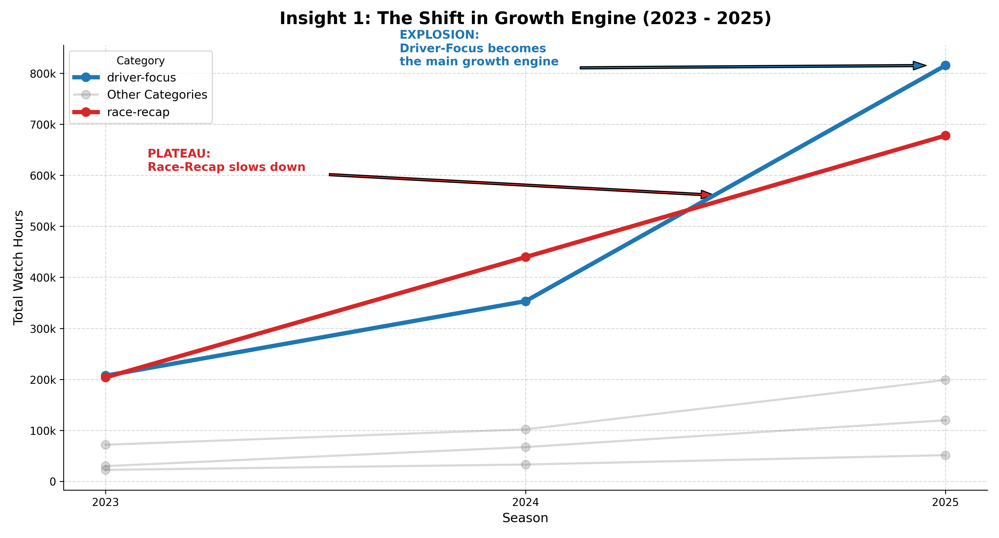 Insight 1: The Shift in Growth Engine (2023 - 2025)
EXPLOSION:
Driver-Focus becomes
the main growth engine
Category
driver-focus
Other Categories
race-recap
PLATEAU:
Race-Recap slows down
Total Watch Hours
800k
700k
600k
500k
400k
300k
200k
100k
0
2023
2024
2025
Season